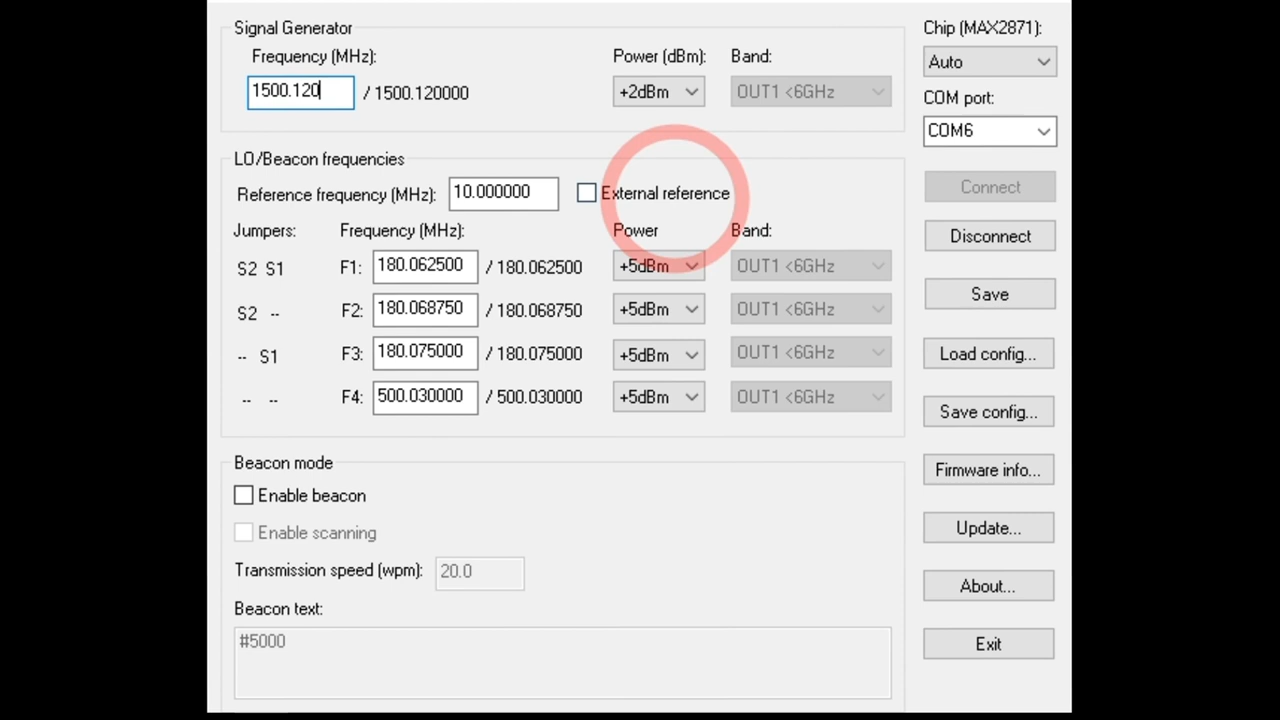 Signal Generator
Frequency (MHz): Power (dBm): Band:
1500.120 / 1500.120000 +2dBm OUT1 <6GHz
LO/Beacon frequencies
Reference frequency (MHz): 10.000000 External reference
Jumpers: Frequency (MHz): Power Band:
S2 S1 F1: 180.062500 / 180.062500 +5dBm OUT1 <6GHz
S2 -- F2: 180.068750 / 180.068750 +5dBm OUT1 <6GHz
-- S1 F3: 180.075000 / 180.075000 +5dBm OUT1 <6GHz
-- -- F4: 500.030000 / 500.030000 +5dBm OUT1 <6GHz
Beacon mode
Enable beacon
Enable scanning
Transmission speed (wpm): 20.0
Beacon text:
#5000
Chip (MAX2871):
Auto
COM port:
COM6
Connect
Disconnect
Save
Load config...
Save config...
Firmware info...
Update...
About...
Exit